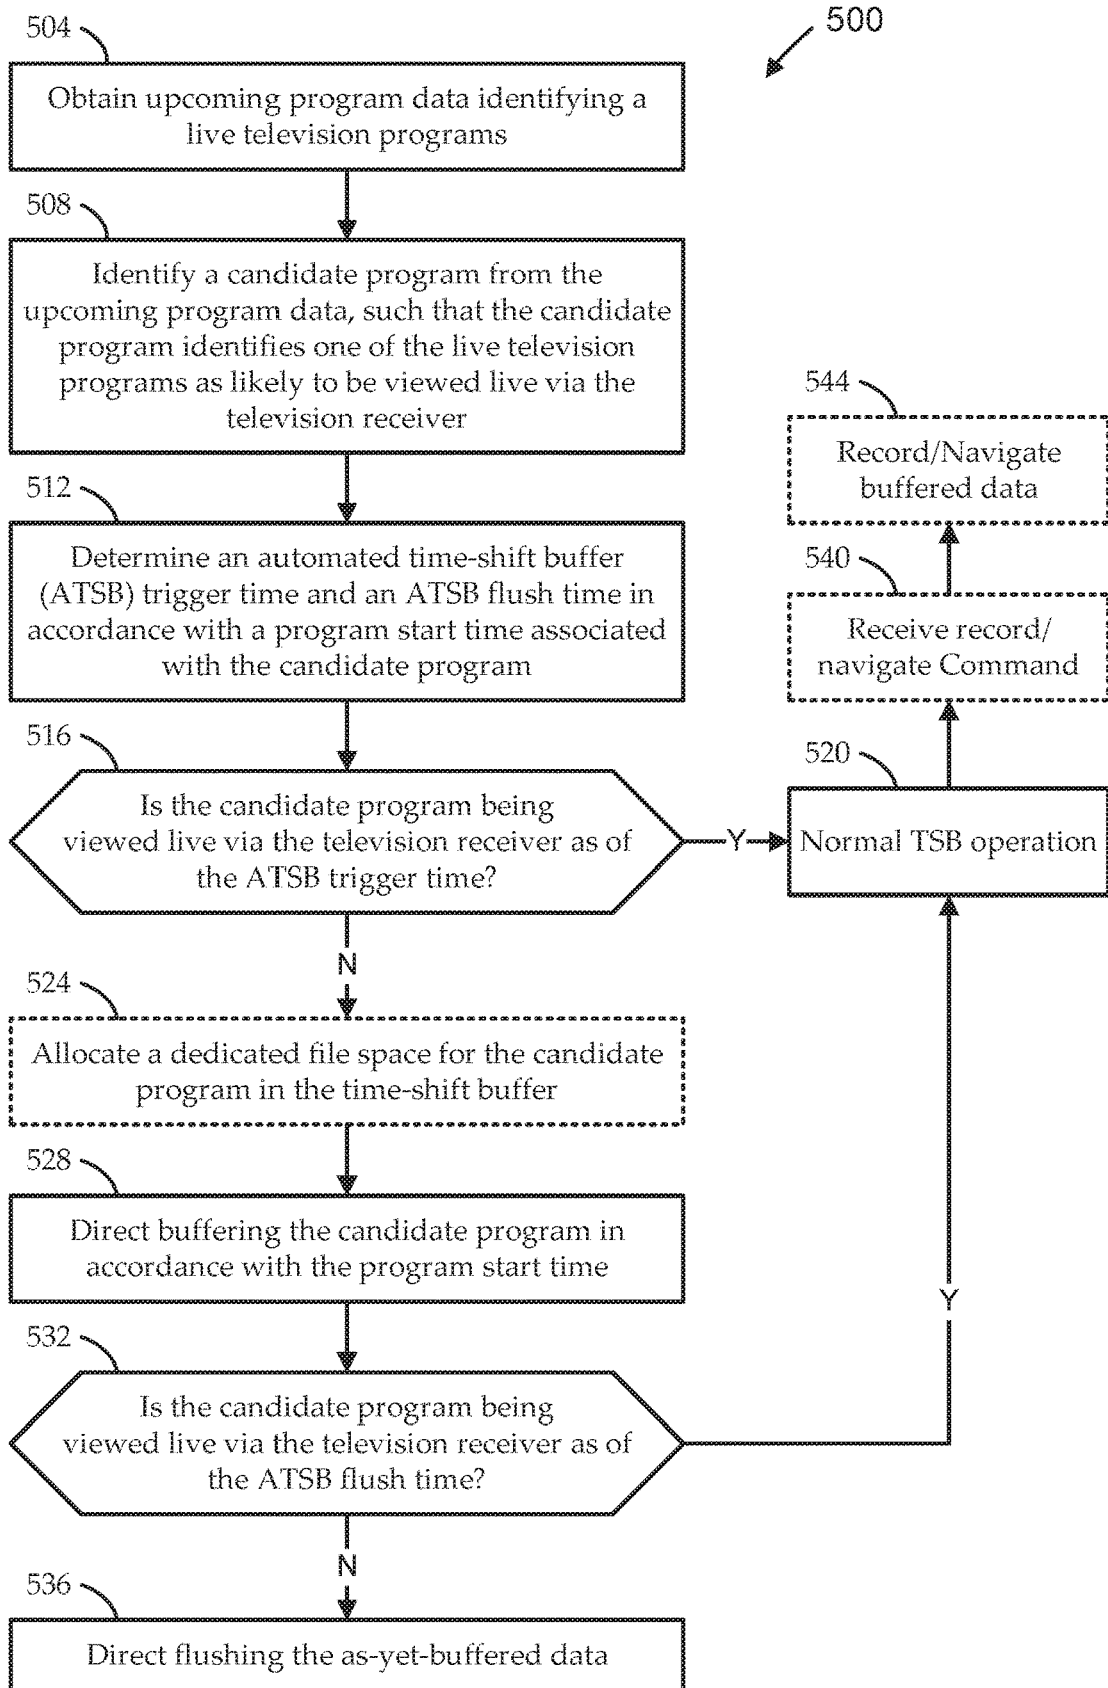 500
504
Obtain upcoming program data identifying a
live television programs
508
Identify a candidate program from the
upcoming program data, such that the candidate
program identifies one of the live television
programs as likely to be viewed live via the
television receiver
512
Determine an automated time-shift buffer
(ATSB) trigger time and an ATSB flush time in
accordance with a program start time associated
with the candidate program
516
Is the candidate program being
viewed live via the television receiver as of
the ATSB trigger time?
Y
N
520
Normal TSB operation
540
Receive record/
navigate Command
544
Record/Navigate
buffered data
524
Allocate a dedicated file space for the candidate
program in the time-shift buffer
528
Direct buffering the candidate program in
accordance with the program start time
532
Is the candidate program being
viewed live via the television receiver as of
the ATSB flush time?
Y
N
536
Direct flushing the as-yet-buffered data